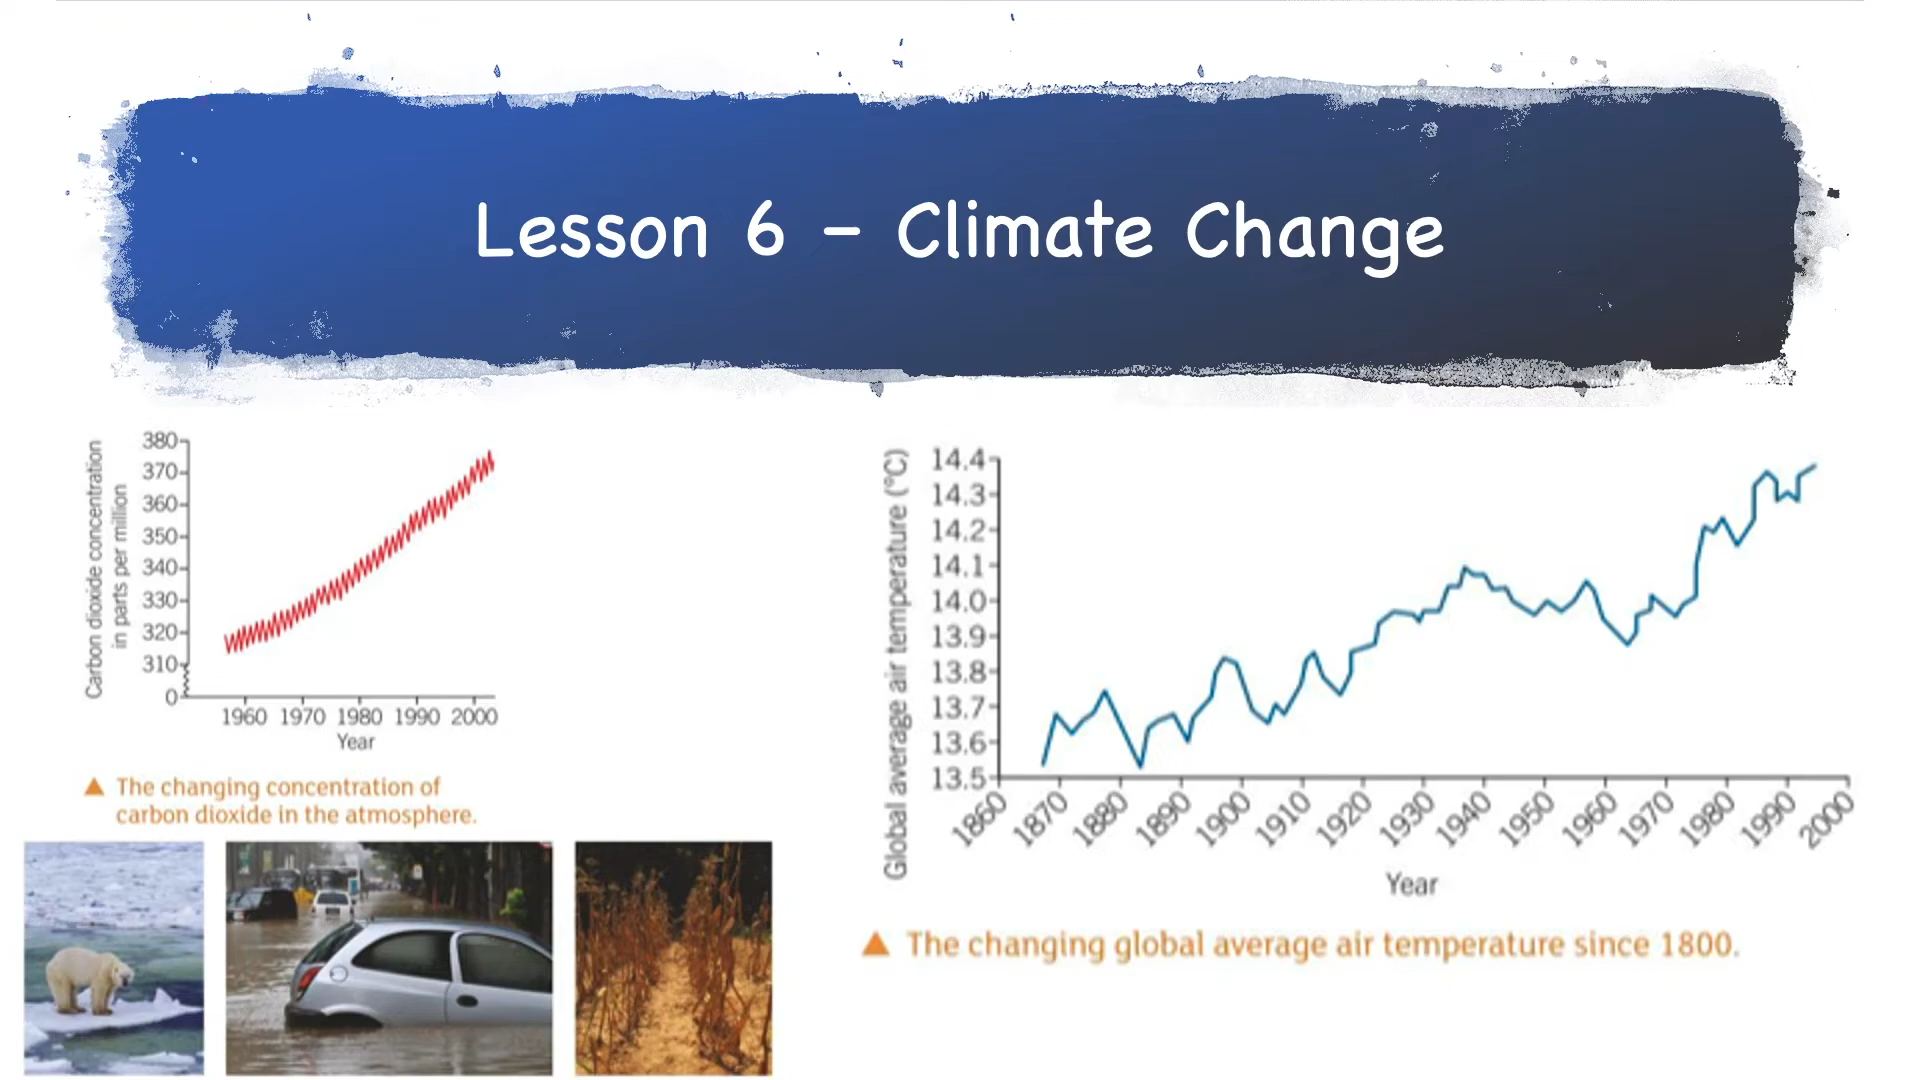 Lesson 6 – Climate Change
Carbon dioxide concentration
in parts per million
380
370
360
350
340
330
320
310
0
1960 1970 1980 1990 2000
Year
▲ The changing concentration of
carbon dioxide in the atmosphere.
Global average air temperature (°C)
14.4
14.3
14.2
14.1
14.0
13.9
13.8
13.7
13.6
13.5
1860 1870 1880 1890 1900 1910 1920 1930 1940 1950 1960 1970 1980 1990 2000
Year
▲ The changing global average air temperature since 1800.